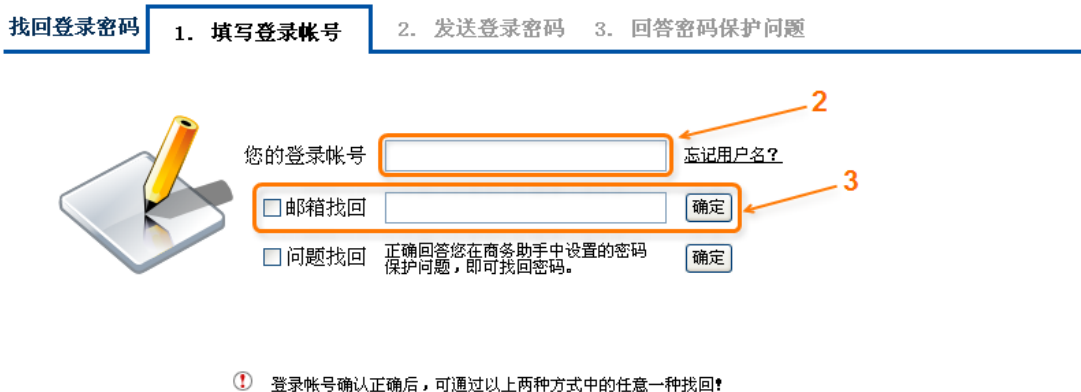 找回登录密码 1. 填写登录帐号 2. 发送登录密码 3. 回答密码保护问题
2
您的登录帐号 忘记用户名?
3
邮箱找回 确定
问题找回 正确回答您在商务助手中设置的密码
保护问题，即可找回密码。 确定
登录帐号确认正确后，可通过以上两种方式中的任意一种找回!